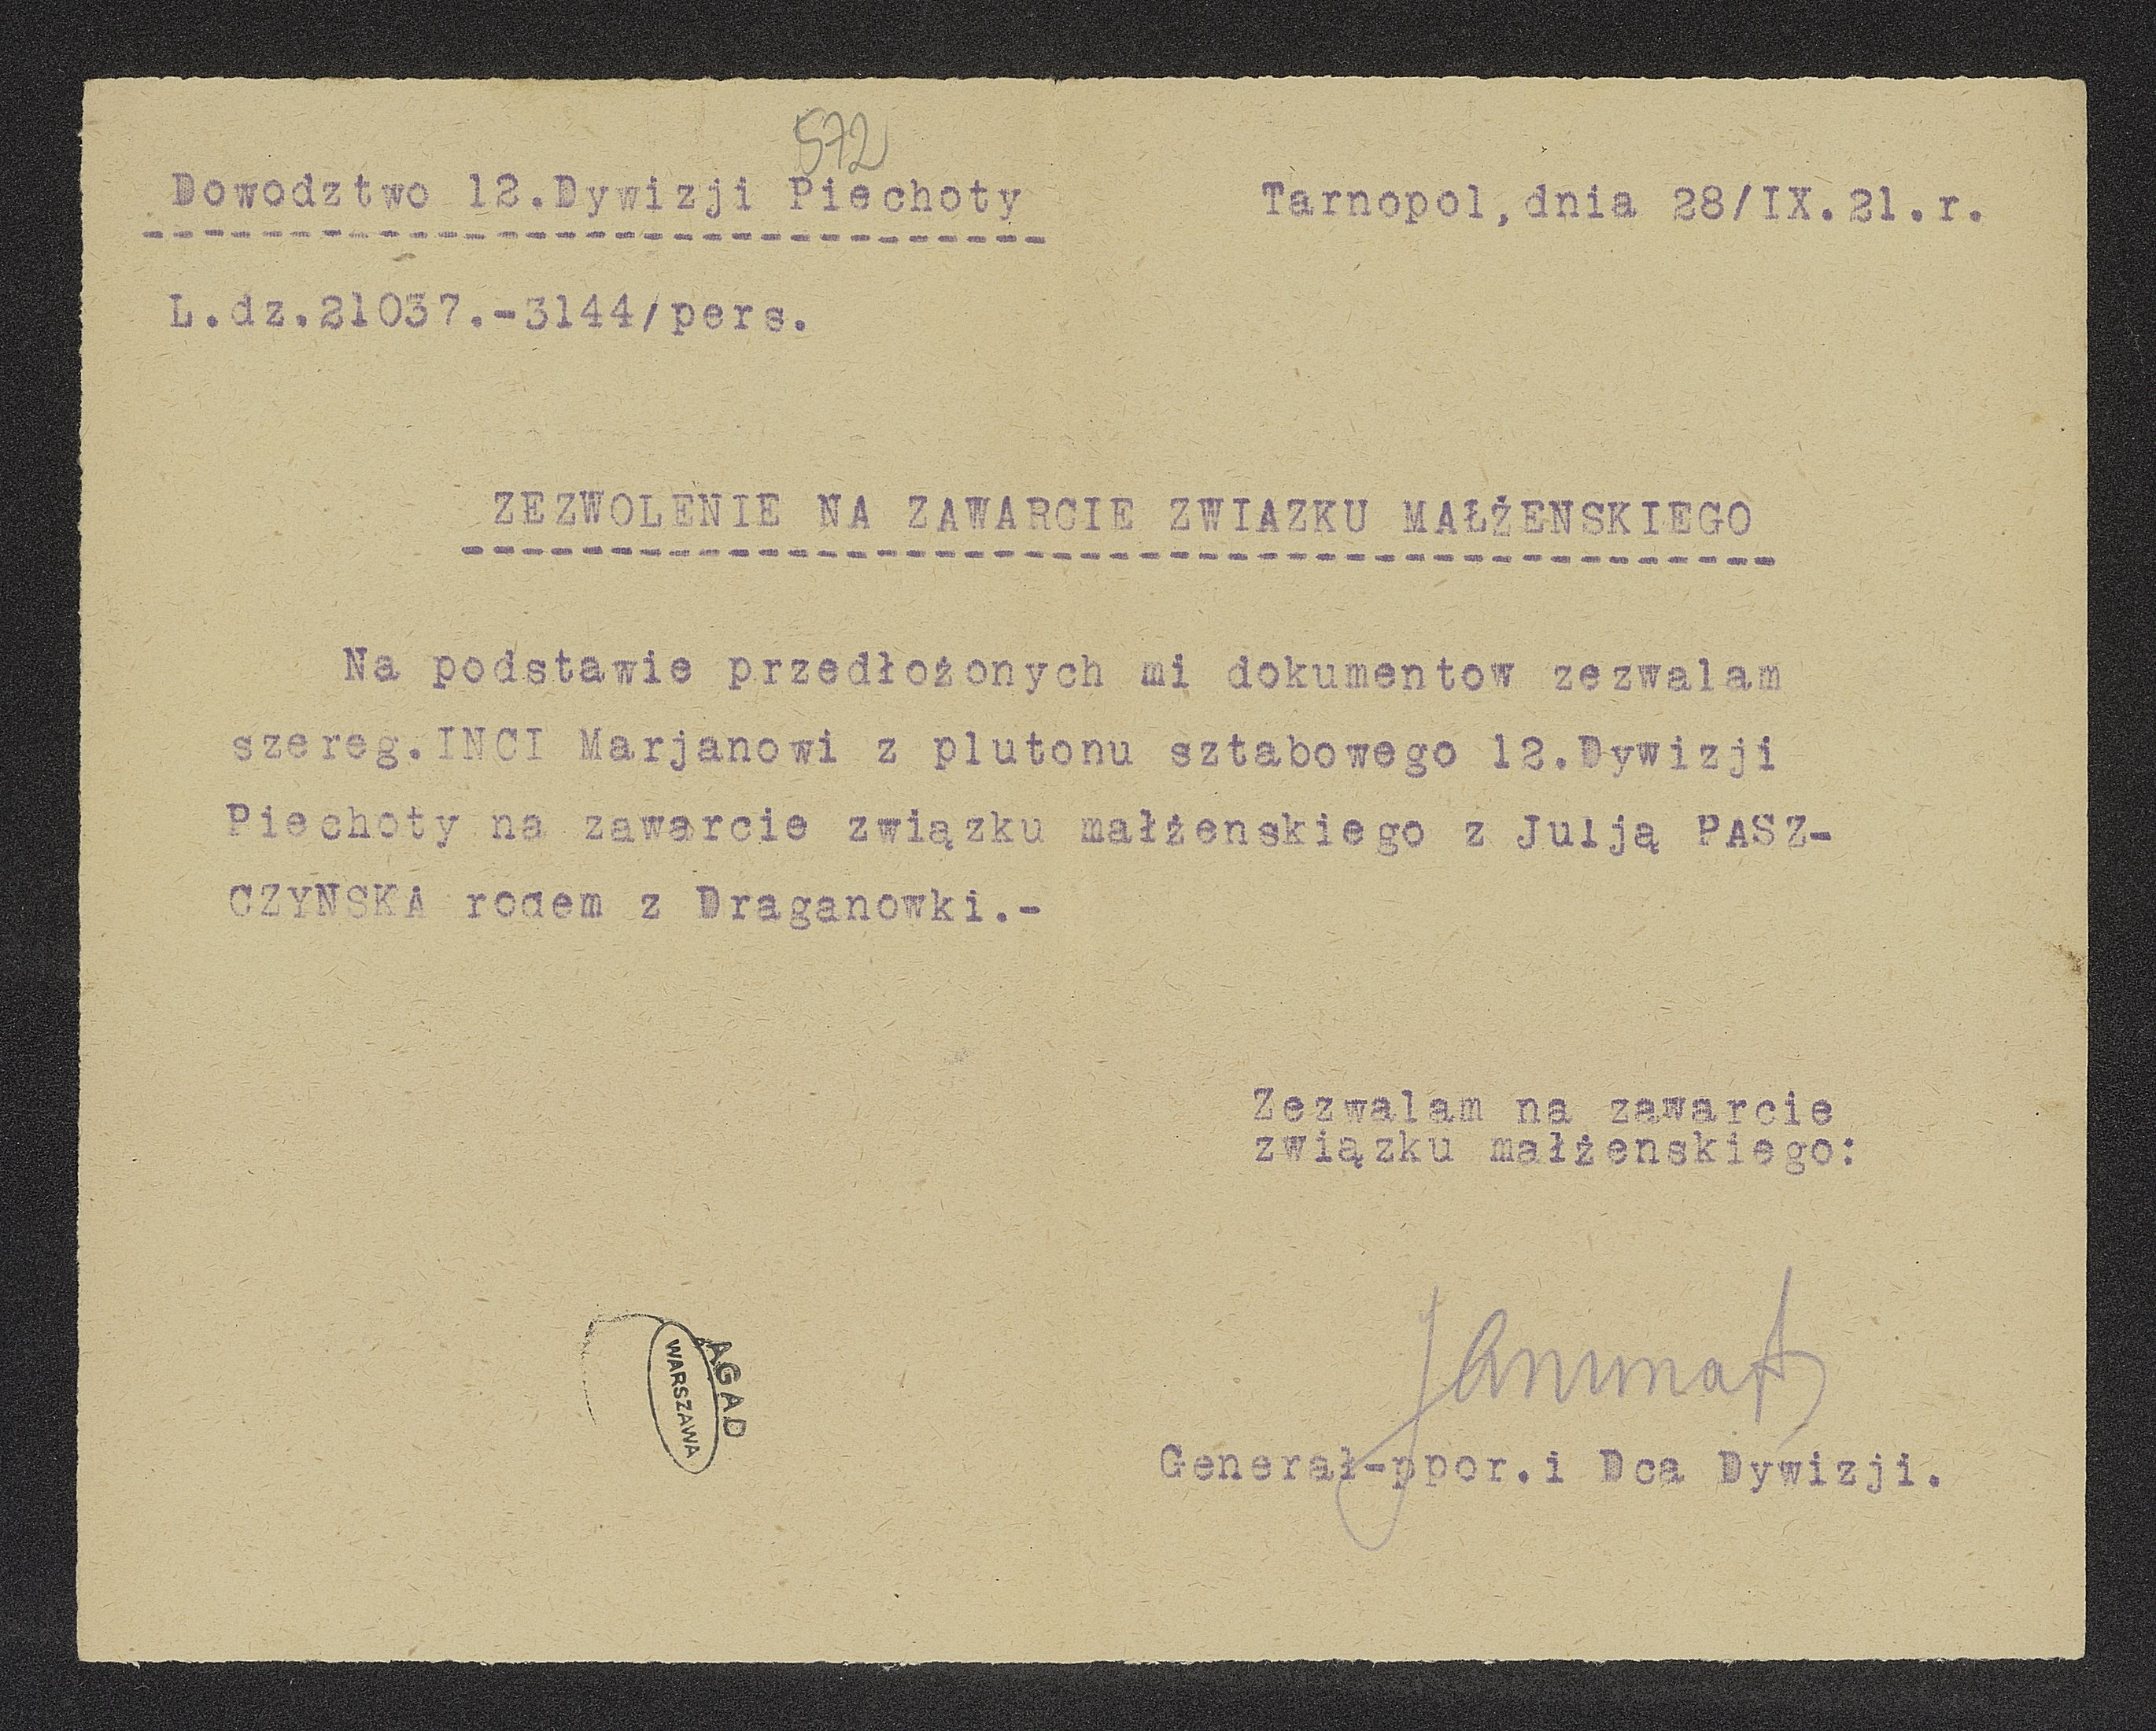 572
Dowodztwo 12.Dywizji Piechoty
Tarnopol,dnia 28/IX.21.r.
L.dz.21037.-3144/pers.
ZEZWOLENIE NA ZAWARCIE ZWIAZKU MAŁŻENSKIEGO
Na podstawie przedłożonych mi dokumentow zezwalam
szereg.INCI Marjanowi z plutonu sztabowego 12.Dywizji
Piechoty na zawarcie związku małżenskiego z Julją PASZ-
CZYNSKA rodem z Draganowki.-
Zezwalam na zawarcie
związku małżenskiego:
Generał-ppor.i Dca Dywizji.
AGAD
WARSZAWA